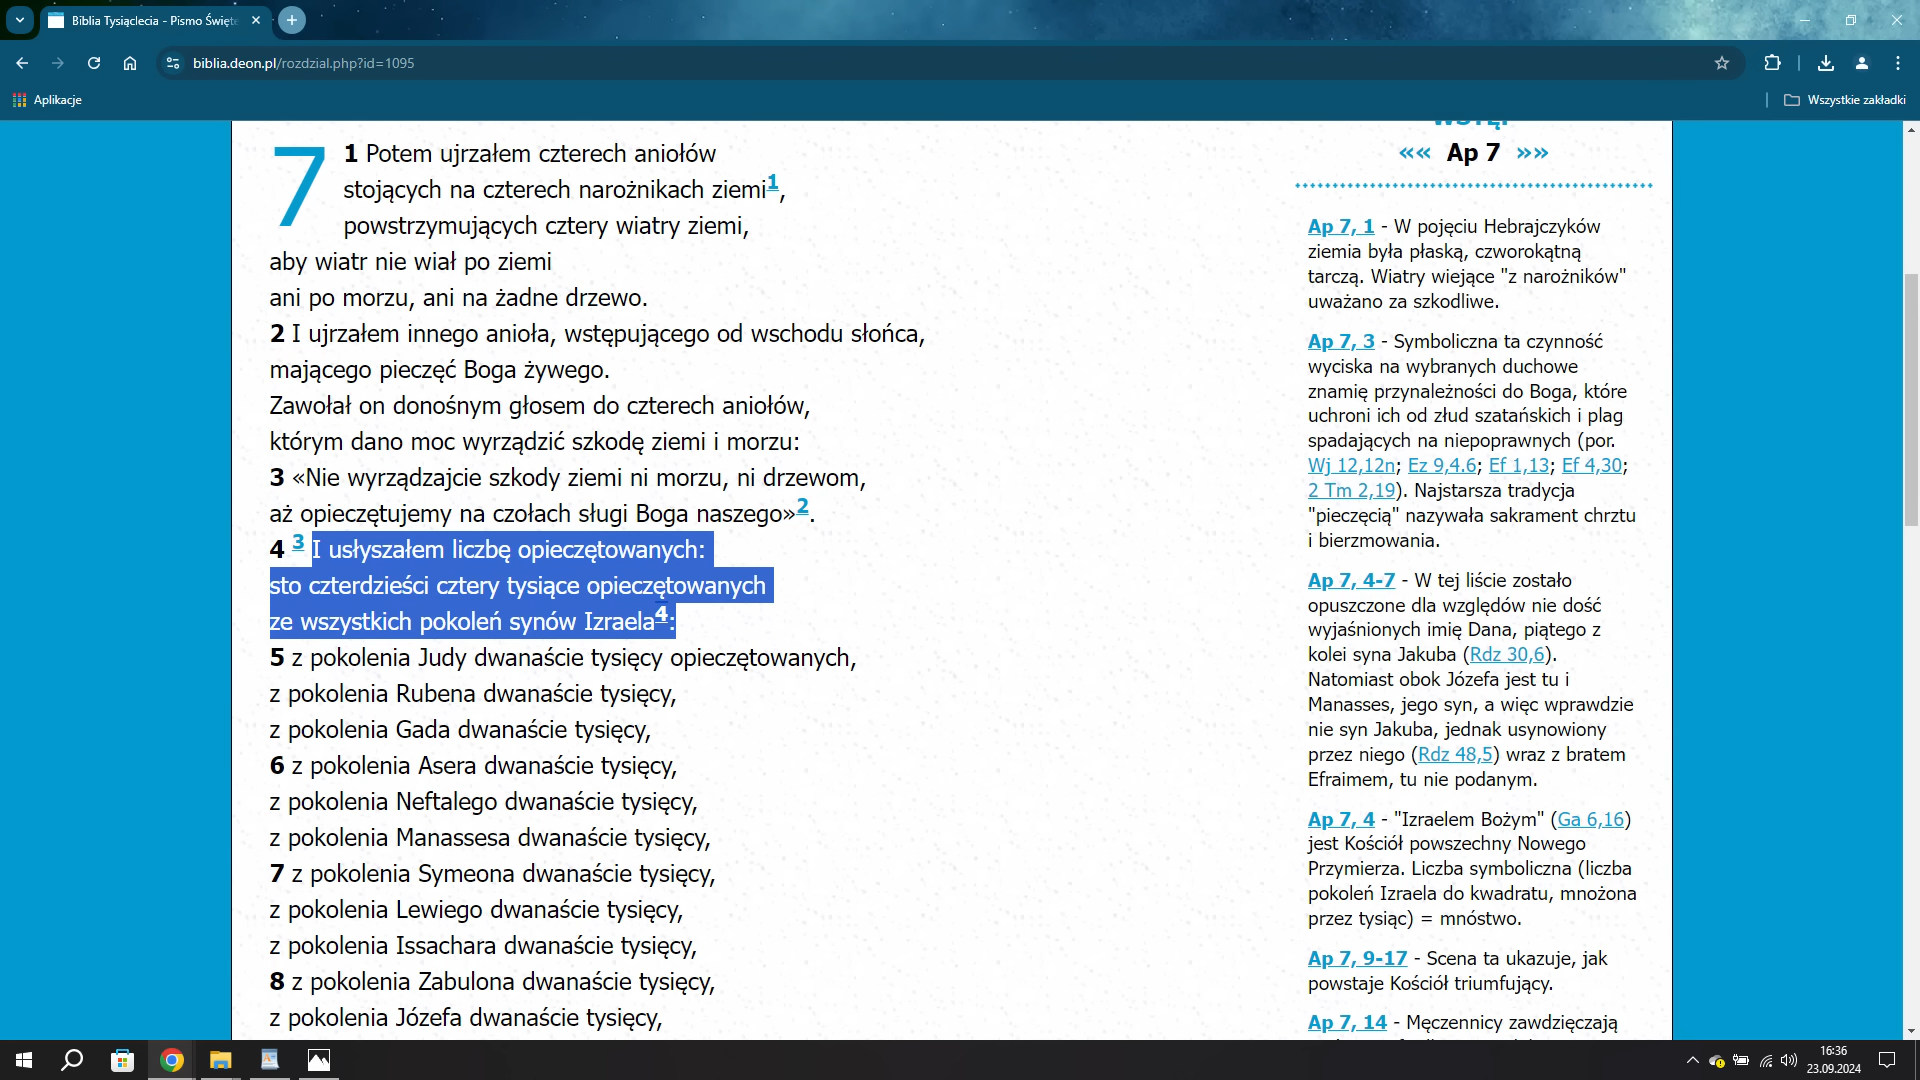 Biblia Tysiąclecia - Pismo Święte
biblia.deon.pl/rozdzial.php?id=1095
Aplikacje
Wszystkie zakładki
7
1 Potem ujrzałem czterech aniołów
stojących na czterech narożnikach ziemi1,
powstrzymujących cztery wiatry ziemi,
aby wiatr nie wiał po ziemi
ani po morzu, ani na żadne drzewo.
2 I ujrzałem innego anioła, wstępującego od wschodu słońca,
mającego pieczęć Boga żywego.
Zawołał on donośnym głosem do czterech aniołów,
którym dano moc wyrządzić szkodę ziemi i morzu:
3 «Nie wyrządzajcie szkody ziemi ni morzu, ni drzewom,
aż opieczętujemy na czołach sługi Boga naszego»2.
4 3 I usłyszałem liczbę opieczętowanych:
sto czterdzieści cztery tysiące opieczętowanych
ze wszystkich pokoleń synów Izraela4:
5 z pokolenia Judy dwanaście tysięcy opieczętowanych,
z pokolenia Rubena dwanaście tysięcy,
z pokolenia Gada dwanaście tysięcy,
6 z pokolenia Asera dwanaście tysięcy,
z pokolenia Neftalego dwanaście tysięcy,
z pokolenia Manassesa dwanaście tysięcy,
7 z pokolenia Symeona dwanaście tysięcy,
z pokolenia Lewiego dwanaście tysięcy,
z pokolenia Issachara dwanaście tysięcy,
8 z pokolenia Zabulona dwanaście tysięcy,
z pokolenia Józefa dwanaście tysięcy,
WSTĘP
«« Ap 7 »»
Ap 7, 1 - W pojęciu Hebrajczyków
ziemia była płaską, czworokątną
tarczą. Wiatry wiejące "z narożników"
uważano za szkodliwe.
Ap 7, 3 - Symboliczna ta czynność
wyciska na wybranych duchowe
znamię przynależności do Boga, które
uchroni ich od złud szatańskich i plag
spadających na niepoprawnych (por.
Wj 12,12n; Ez 9,4.6; Ef 1,13; Ef 4,30;
2 Tm 2,19). Najstarsza tradycja
"pieczęcią" nazywała sakrament chrztu
i bierzmowania.
Ap 7, 4-7 - W tej liście zostało
opuszczone dla względów nie dość
wyjaśnionych imię Dana, piątego z
kolei syna Jakuba (Rdz 30,6).
Natomiast obok Józefa jest tu i
Manasses, jego syn, a więc wprawdzie
nie syn Jakuba, jednak usynowiony
przez niego (Rdz 48,5) wraz z bratem
Efraimem, tu nie podanym.
Ap 7, 4 - "Izraelem Bożym" (Ga 6,16)
jest Kościół powszechny Nowego
Przymierza. Liczba symboliczna (liczba
pokoleń Izraela do kwadratu, mnożona
przez tysiąc) = mnóstwo.
Ap 7, 9-17 - Scena ta ukazuje, jak
powstaje Kościół triumfujący.
Ap 7, 14 - Męczennicy zawdzięczają
16:36
23.09.2024